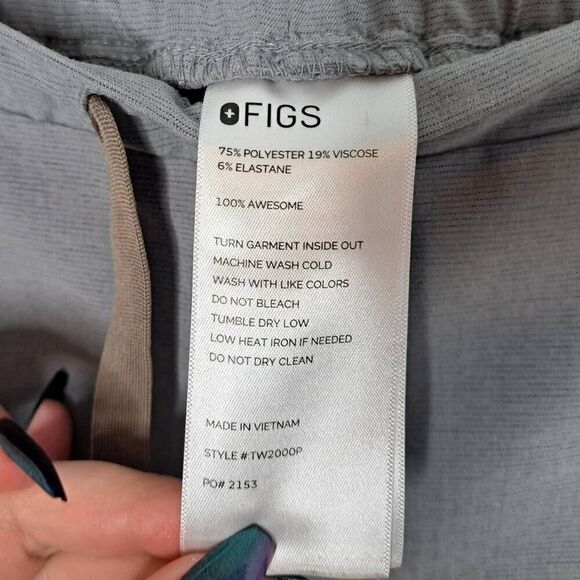 FIGS
75% POLYESTER 19% VISCOSE
6% ELASTANE
100% AWESOME
TURN GARMENT INSIDE OUT
MACHINE WASH COLD
WASH WITH LIKE COLORS
DO NOT BLEACH
TUMBLE DRY LOW
LOW HEAT IRON IF NEEDED
DO NOT DRY CLEAN
MADE IN VIETNAM
STYLE #TW2000P
PO# 2153